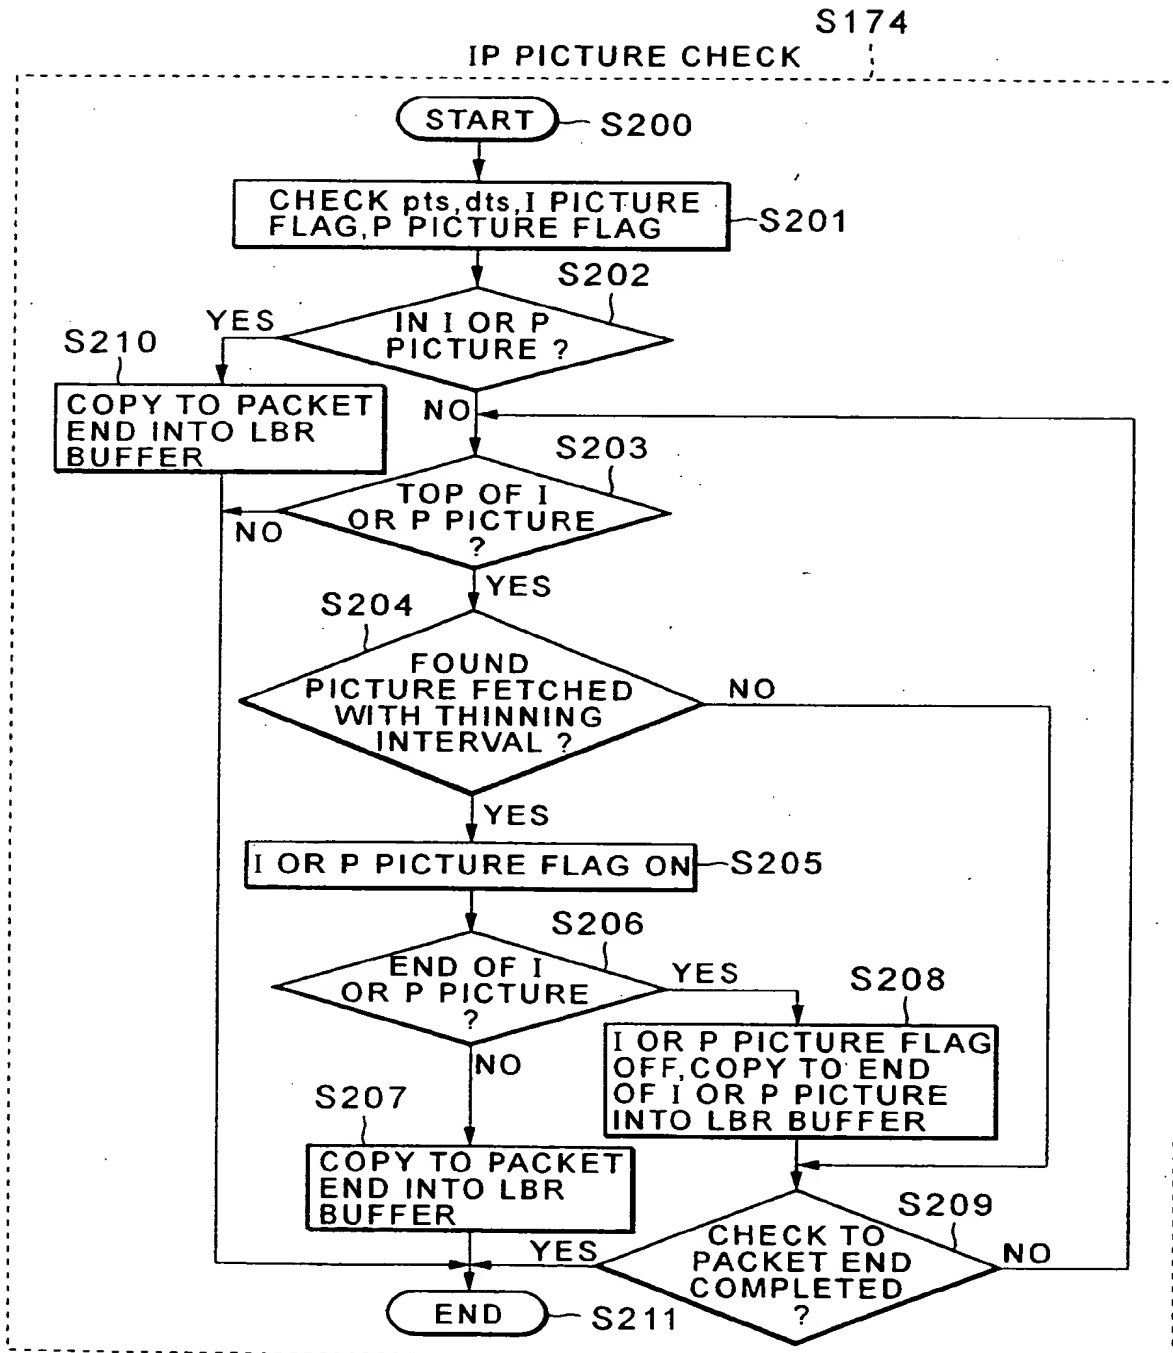 S174
IP PICTURE CHECK
START
S200
CHECK pts,dts,I PICTURE
FLAG,P PICTURE FLAG
S201
S202
IN I OR P
PICTURE ?
YES
S210
COPY TO PACKET
END INTO LBR
BUFFER
NO
S203
TOP OF I
OR P PICTURE
?
NO
YES
S204
FOUND
PICTURE FETCHED
WITH THINNING
INTERVAL ?
NO
YES
I OR P PICTURE FLAG ON
S205
S206
END OF I
OR P PICTURE
?
YES
S208
I OR P PICTURE FLAG
OFF,COPY TO END
OF I OR P PICTURE
INTO LBR BUFFER
NO
S207
COPY TO PACKET
END INTO LBR
BUFFER
S209
CHECK TO
PACKET END
COMPLETED
?
YES
NO
END
S211